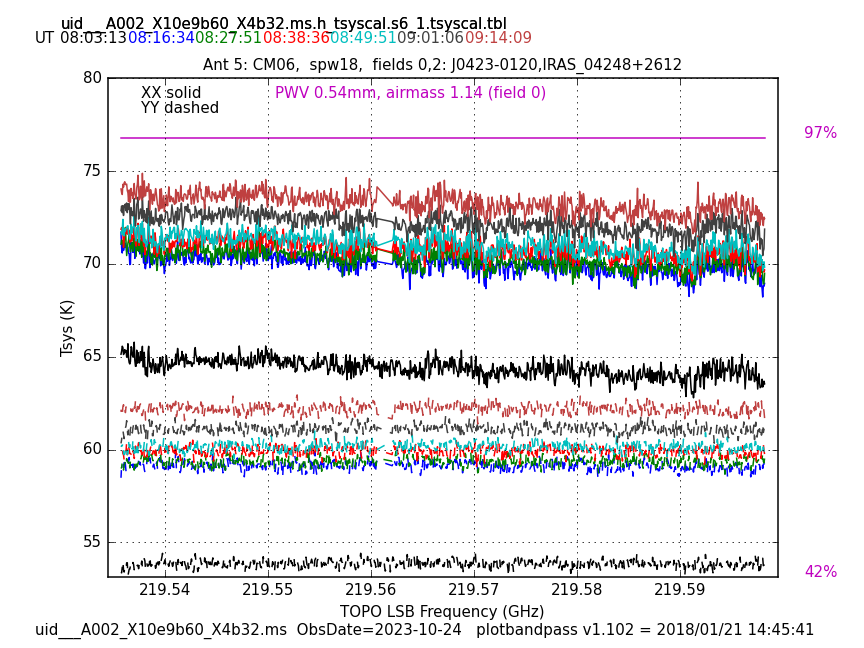 uid___A002_X10e9b60_X4b32.ms.h_tsyscal.s6_1.tsyscal.tbl
UT 08:03:13 08:16:34 08:27:51 08:38:36 08:49:51 09:01:06 09:14:09
Ant 5: CM06, spw18, fields 0,2: J0423-0120,IRAS_04248+2612
80
XX solid PWV 0.54mm, airmass 1.14 (field 0)
YY dashed
97%
75
70
Tsys (K)
65
60
55
42%
219.54 219.55 219.56 219.57 219.58 219.59
TOPO LSB Frequency (GHz)
uid___A002_X10e9b60_X4b32.ms ObsDate=2023-10-24 plotbandpass v1.102 = 2018/01/21 14:45:41